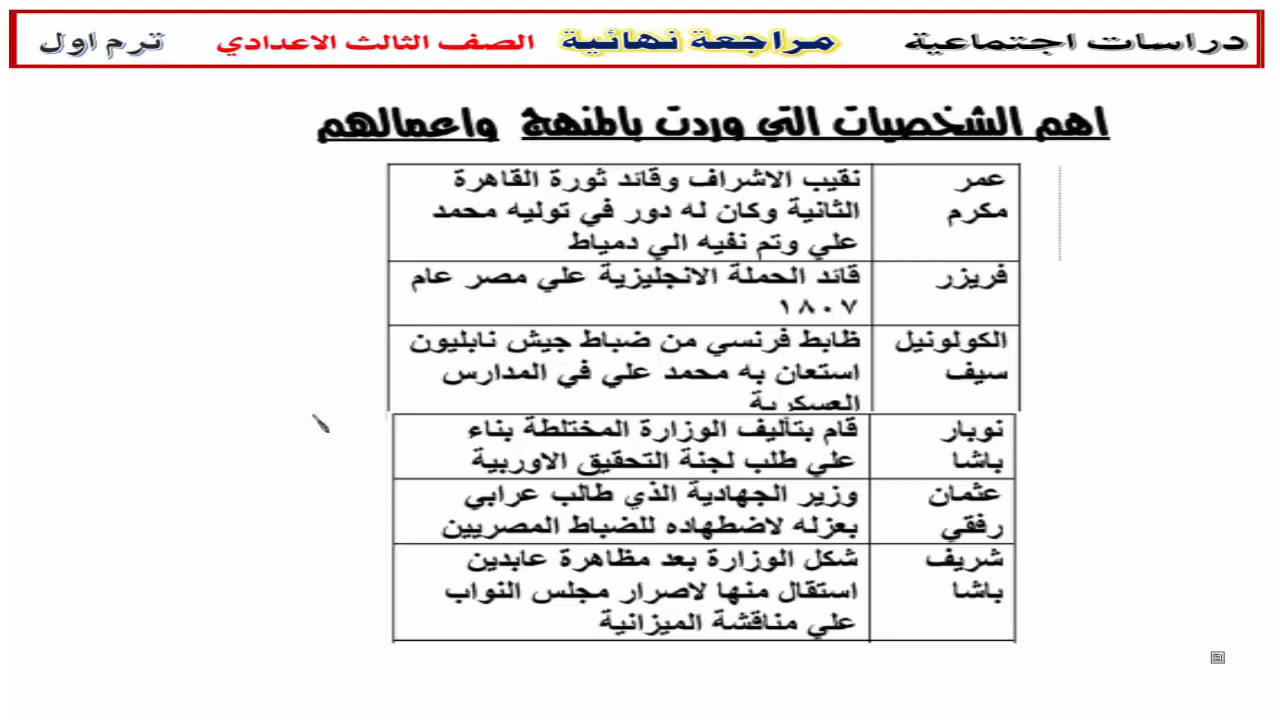 دراسات اجتماعية مراجعة نهائية الصف الثالث الاعدادي ترم اول
اهم الشخصيات التي وردت بالمنهج واعمالهم
عمر نقيب الاشراف وقائد ثورة القاهرة
مكرم الثانية وكان له دور في توليه محمد
علي وتم نفيه الي دمياط
فريزر قائد الحملة الانجليزية علي مصر عام
١٨٠٧
الكولونيل ظابط فرنسي من ضباط جيش نابليون
سيف استعان به محمد علي في المدارس
العسكرية
نوبار قام بتأليف الوزارة المختلطة بناء
باشا علي طلب لجنة التحقيق الاوربية
عثمان وزير الجهادية الذي طالب عرابي
رفقي بعزله لاضطهاده للضباط المصريين
شريف شكل الوزارة بعد مظاهرة عابدين
باشا استقال منها لاصرار مجلس النواب
علي مناقشة الميزانية